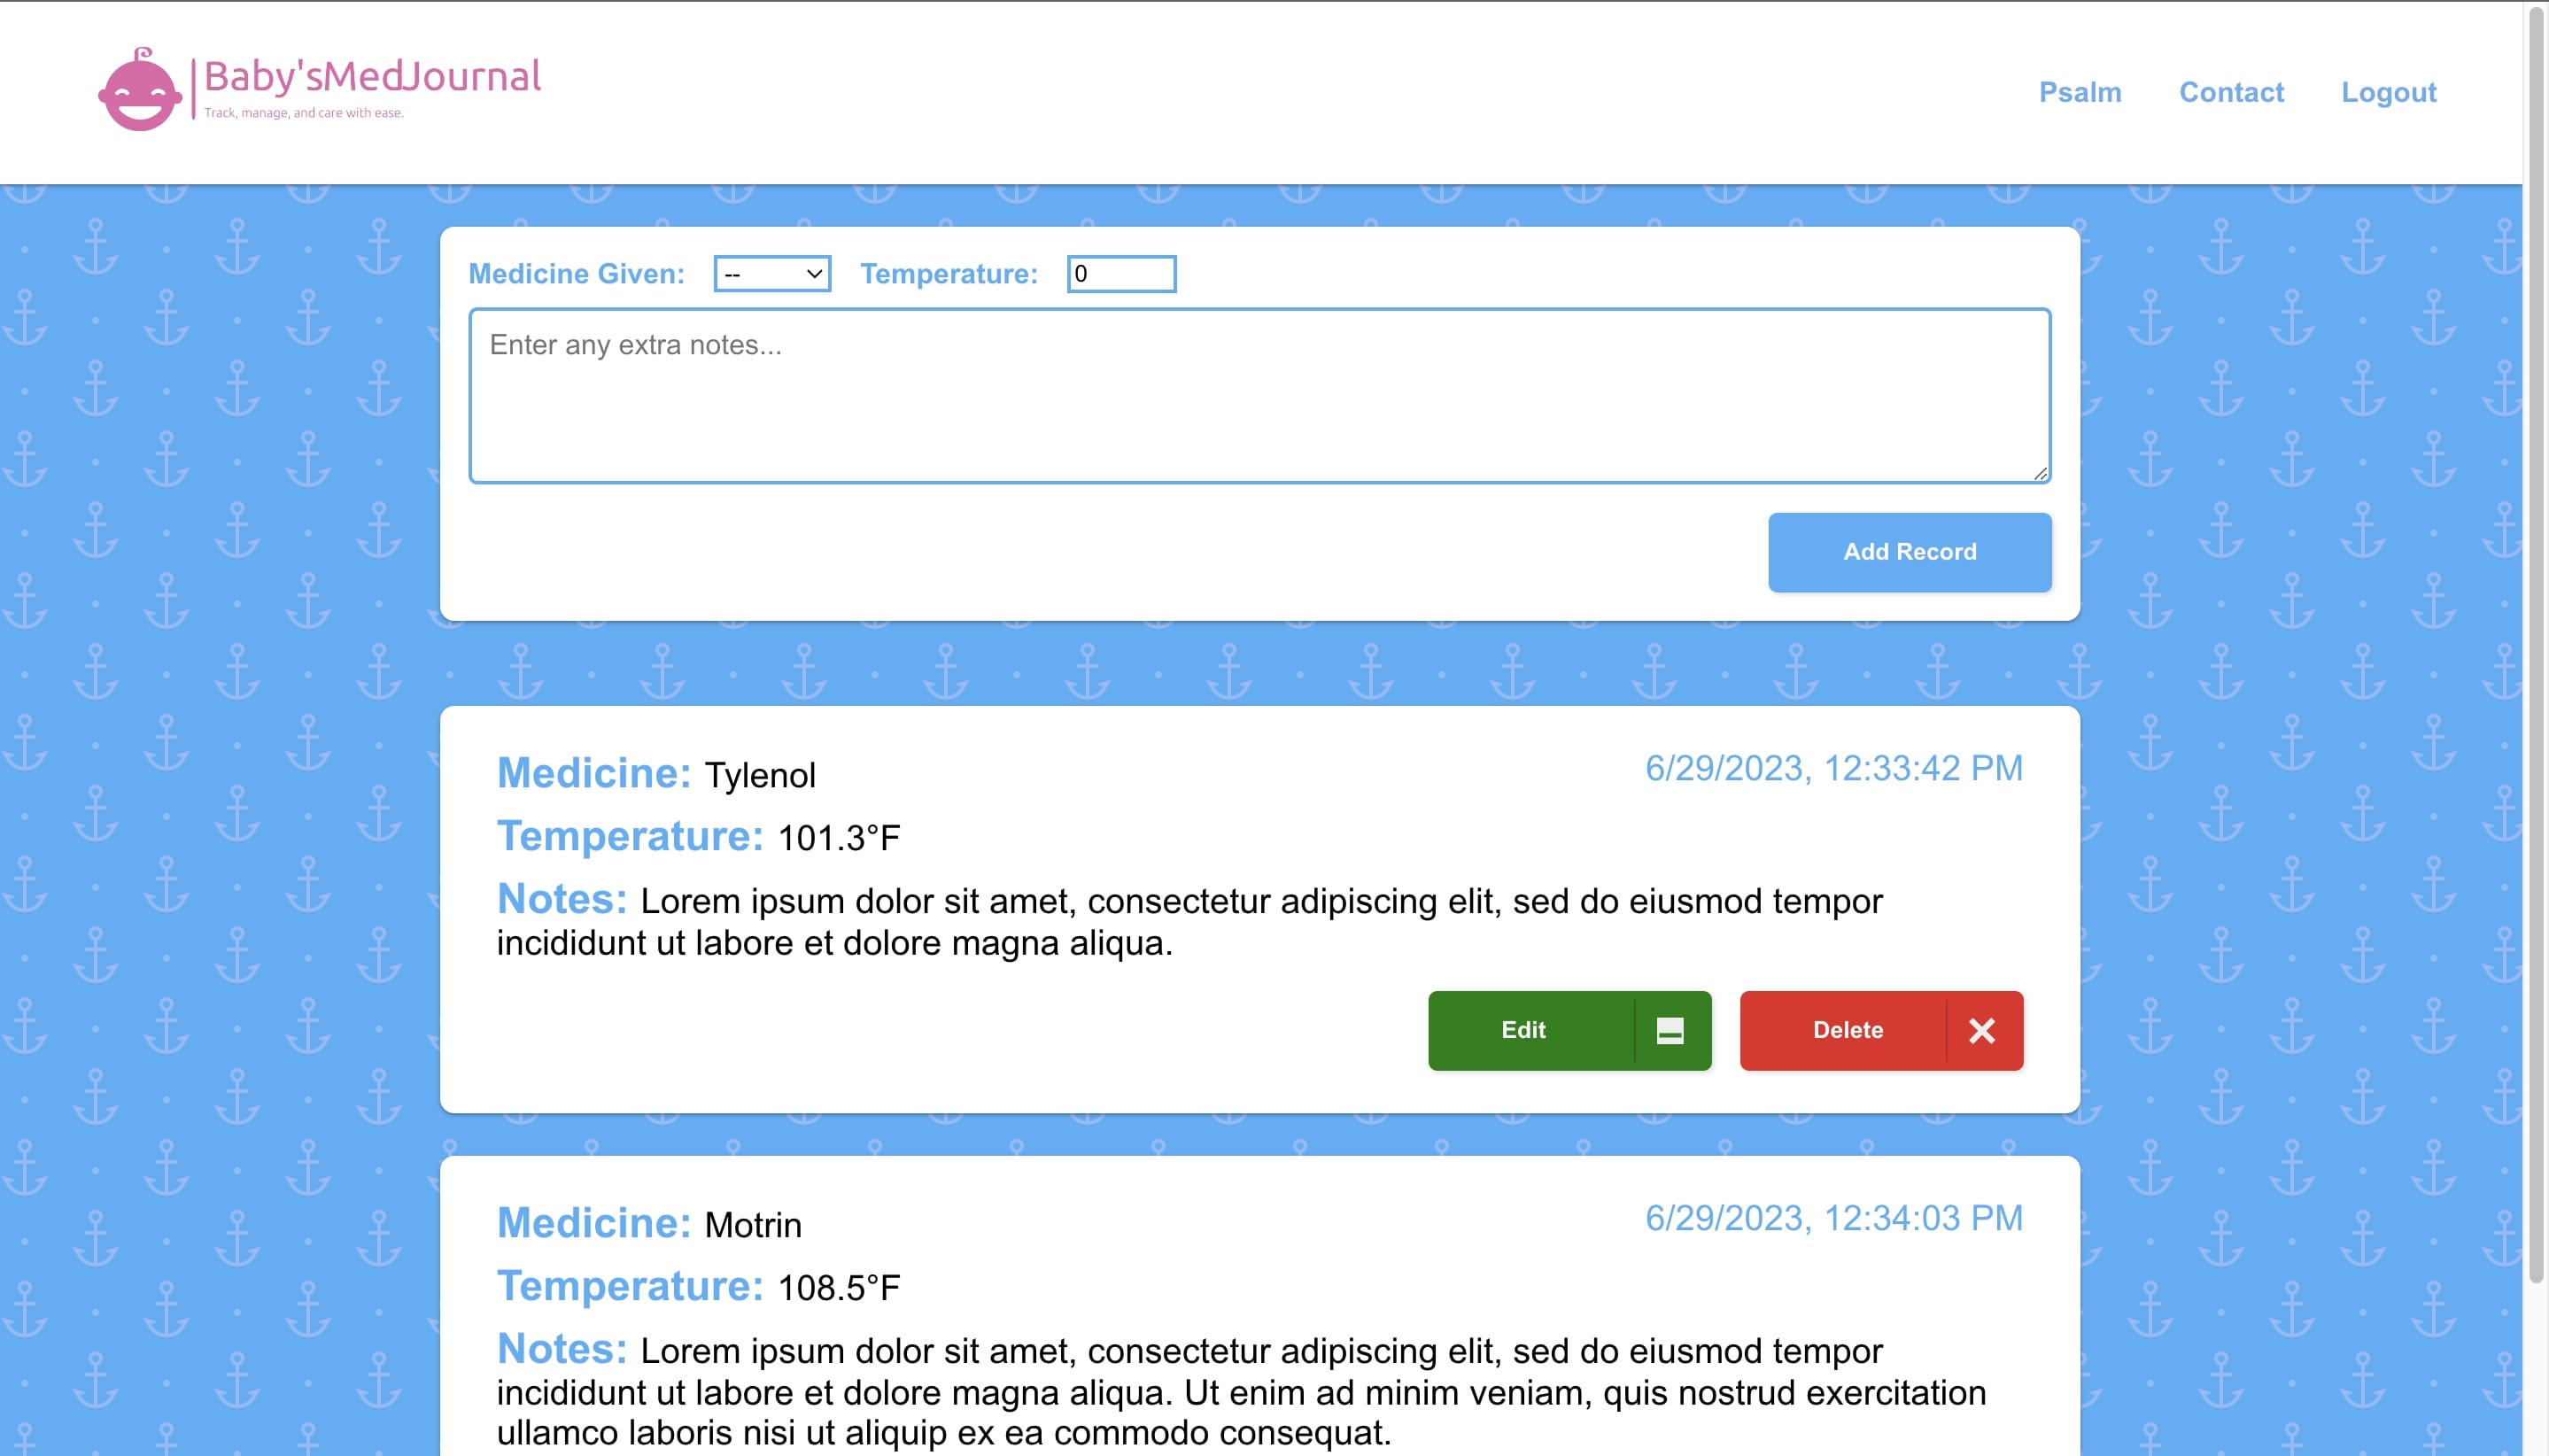 Baby'sMedJournal
Track, manage, and care with ease.
Psalm Contact Logout
Medicine Given: -- Temperature: 0
Enter any extra notes...
Add Record
Medicine: Tylenol 6/29/2023, 12:33:42 PM
Temperature: 101.3°F
Notes: Lorem ipsum dolor sit amet, consectetur adipiscing elit, sed do eiusmod tempor
incididunt ut labore et dolore magna aliqua.
Edit Delete
Medicine: Motrin 6/29/2023, 12:34:03 PM
Temperature: 108.5°F
Notes: Lorem ipsum dolor sit amet, consectetur adipiscing elit, sed do eiusmod tempor
incididunt ut labore et dolore magna aliqua. Ut enim ad minim veniam, quis nostrud exercitation
ullamco laboris nisi ut aliquip ex ea commodo consequat.